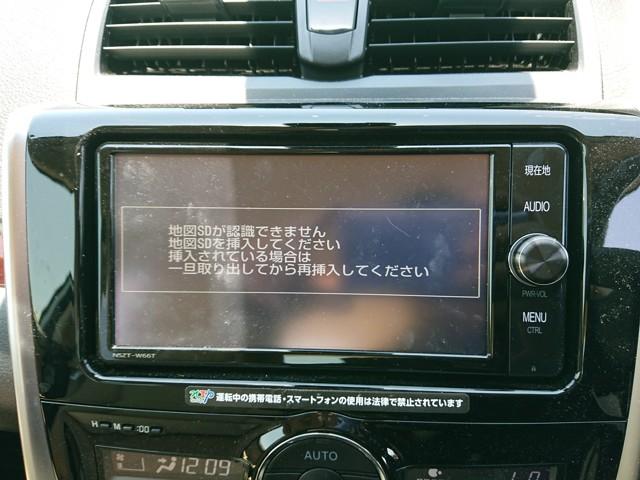 現在地
AUDIO
地図SDが認識できません
地図SDを挿入してください
挿入されている場合は
一旦取り出してから再挿入してください
PWR•VOL
MENU
CTRL
NSZT-W66T
運転中の携帯電話・スマートフォンの使用は法律で禁止されています
H M :00
12:09
AUTO